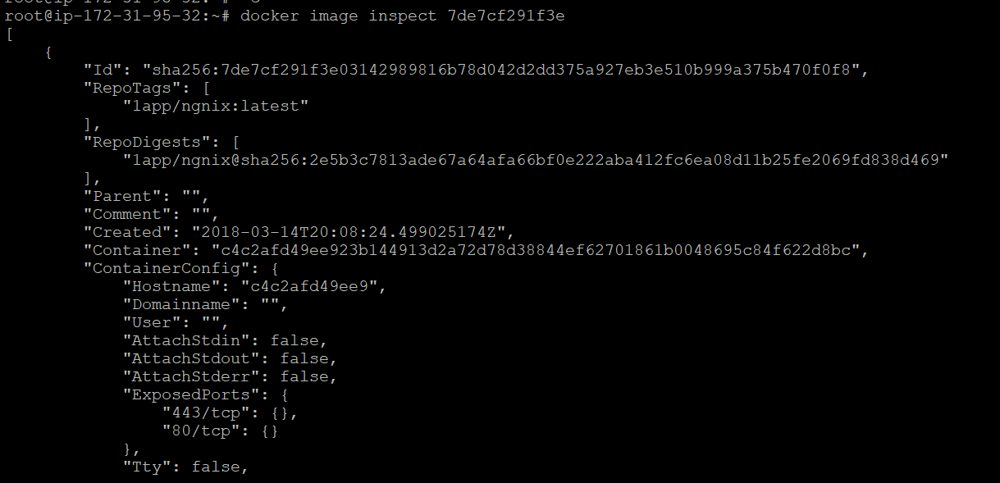 root@ip-172-31-95-32:~# docker image inspect 7de7cf291f3e
[
    {
        "Id": "sha256:7de7cf291f3e03142989816b78d042d2dd375a927eb3e510b999a375b470f0f8",
        "RepoTags": [
            "1app/ngnix:latest"
        ],
        "RepoDigests": [
            "1app/ngnix@sha256:2e5b3c7813ade67a64afa66bf0e222aba412fc6ea08d11b25fe2069fd838d469"
        ],
        "Parent": "",
        "Comment": "",
        "Created": "2018-03-14T20:08:24.499025174Z",
        "Container": "c4c2afd49ee923b144913d2a72d78d38844ef62701861b0048695c84f622d8bc",
        "ContainerConfig": {
            "Hostname": "c4c2afd49ee9",
            "Domainname": "",
            "User": "",
            "AttachStdin": false,
            "AttachStdout": false,
            "AttachStderr": false,
            "ExposedPorts": {
                "443/tcp": {},
                "80/tcp": {}
            },
            "Tty": false,